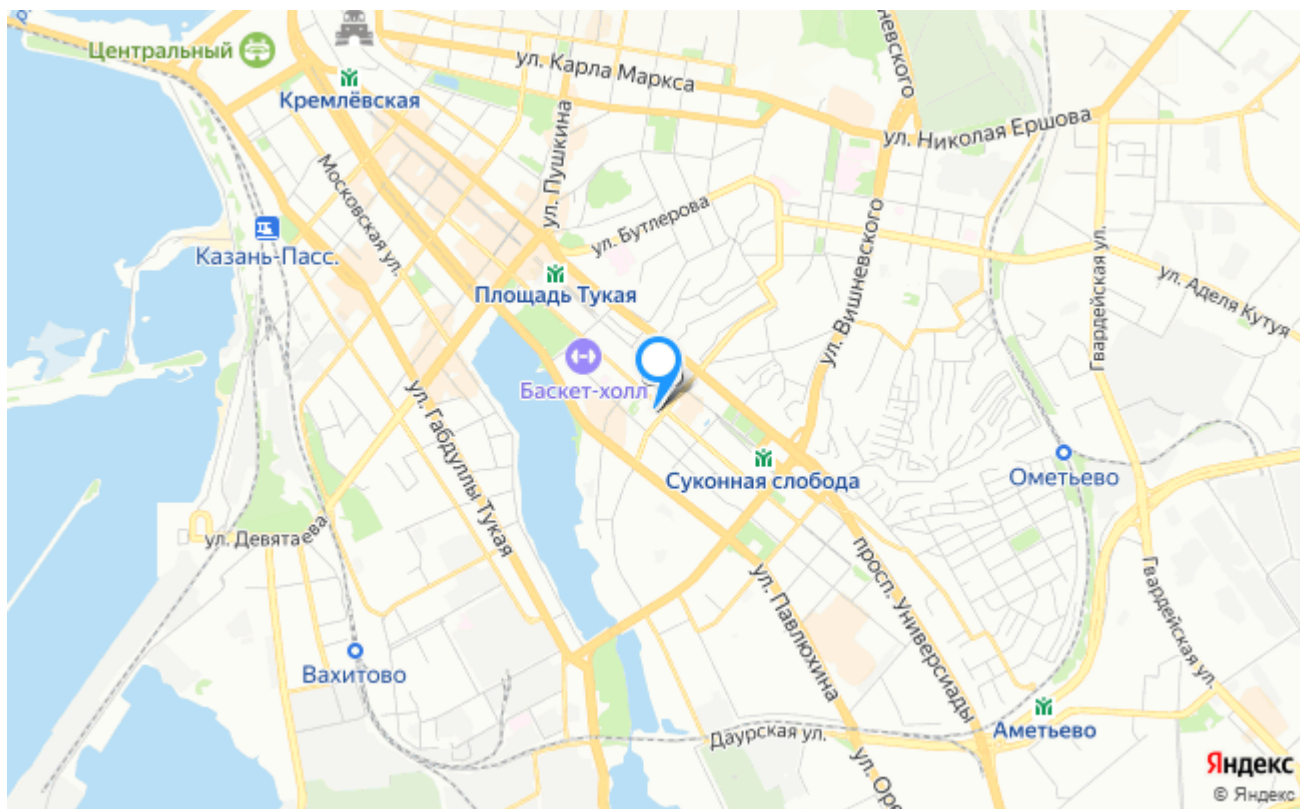 Центральный
Кремлёвская
ул. Карла Маркса
ул. Николая Ершова
ул. Пушкина
Московская ул.
ул. Бутлерова
Казань-Пасс.
Площадь Тукая
ул. Вишневского
Гвардейская ул.
ул. Аделя Кутуя
Баскет-холл
ул. Габдуллы Тукая
Суконная слобода
Ометьево
ул. Девятаева
ул. Павлюхина
просп. Универсиады
Гвардейская ул.
Вахитово
Аметьево
Даурская ул.
Яндекс
© Яндекс